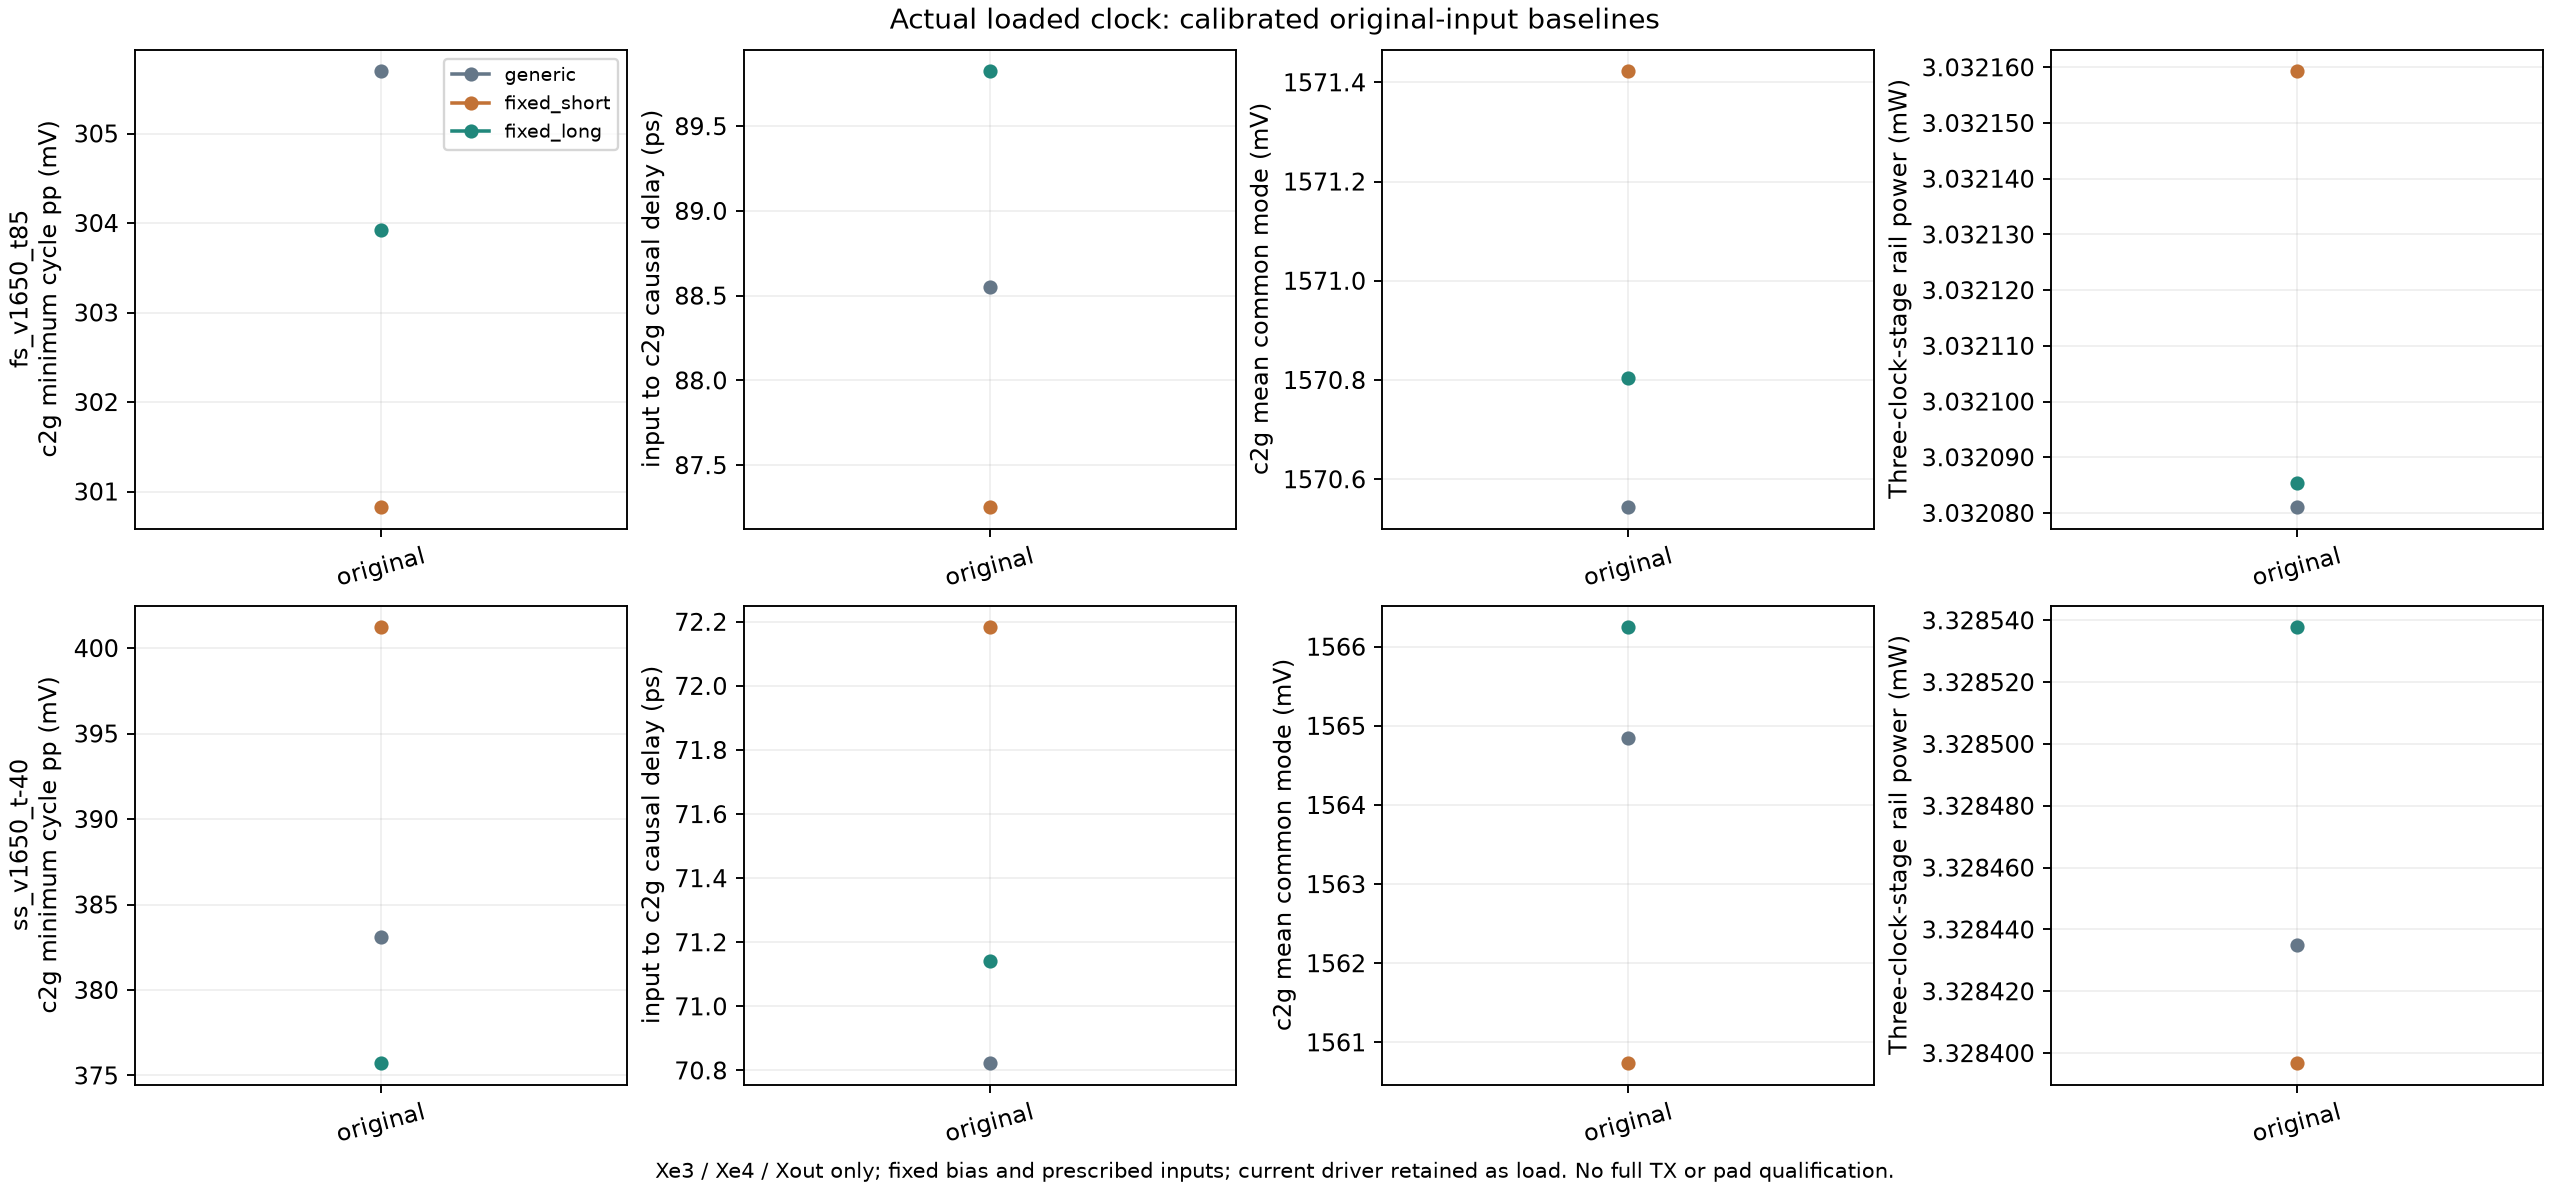 Actual loaded clock: calibrated original-input baselines
fs_v1650_t85
c2g minimum cycle pp (mV)
305
304
303
302
301
generic
fixed_short
fixed_long
original
input to c2g causal delay (ps)
89.5
89.0
88.5
88.0
87.5
original
c2g mean common mode (mV)
1571.4
1571.2
1571.0
1570.8
1570.6
original
Three-clock-stage rail power (mW)
3.032160
3.032150
3.032140
3.032130
3.032120
3.032110
3.032100
3.032090
3.032080
original
ss_v1650_t-40
c2g minimum cycle pp (mV)
400
395
390
385
380
375
original
input to c2g causal delay (ps)
72.2
72.0
71.8
71.6
71.4
71.2
71.0
70.8
original
c2g mean common mode (mV)
1566
1565
1564
1563
1562
1561
original
Three-clock-stage rail power (mW)
3.328540
3.328520
3.328500
3.328480
3.328460
3.328440
3.328420
3.328400
original
Xe3 / Xe4 / Xout only; fixed bias and prescribed inputs; current driver retained as load. No full TX or pad qualification.